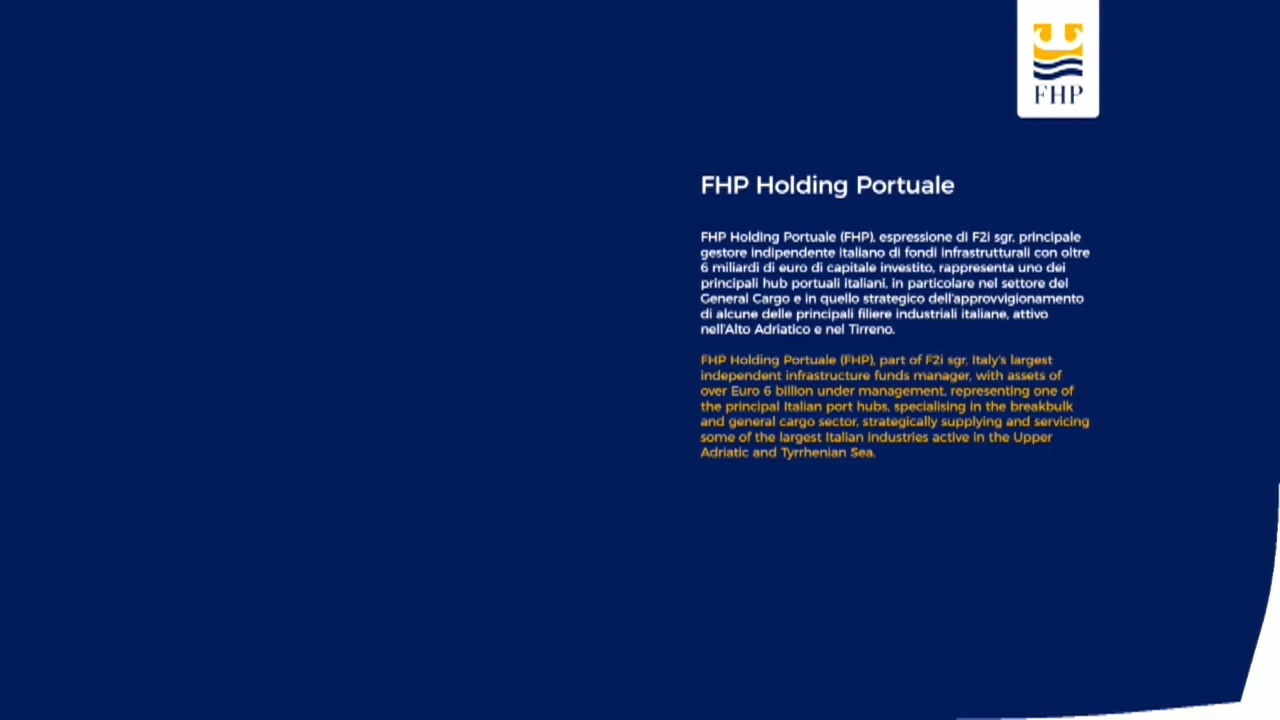 FHP
FHP Holding Portuale
FHP Holding Portuale (FHP), espressione di F2i sgr, principale
gestore indipendente italiano di fondi infrastrutturali con oltre
6 miliardi di euro di capitale investito, rappresenta uno dei
principali hub portuali italiani, in particolare nel settore del
General Cargo e in quello strategico dell'approvvigionamento
di alcune delle principali filiere industriali italiane, attivo
nell'Alto Adriatico e nel Tirreno.
FHP Holding Portuale (FHP), part of F2i sgr, Italy's largest
independent infrastructure funds manager, with assets of
over Euro 6 billion under management, representing one of
the principal Italian port hubs, specialising in the breakbulk
and general cargo sector, strategically supplying and servicing
some of the largest Italian industries active in the Upper
Adriatic and Tyrrhenian Sea.